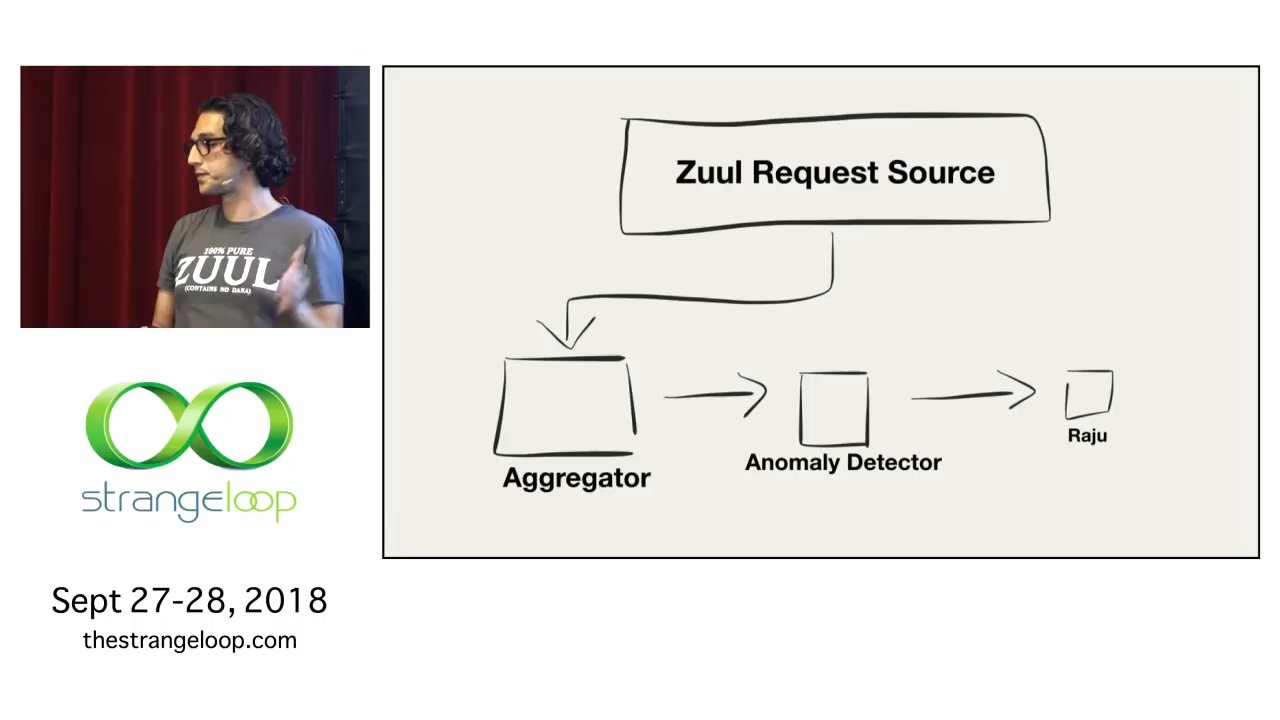 100% PURE
ZUUL
(CONTAINS NO DANA)
strangeloop
Sept 27-28, 2018
thestrangeloop.com
Zuul Request Source
Aggregator
Anomaly Detector
Raju